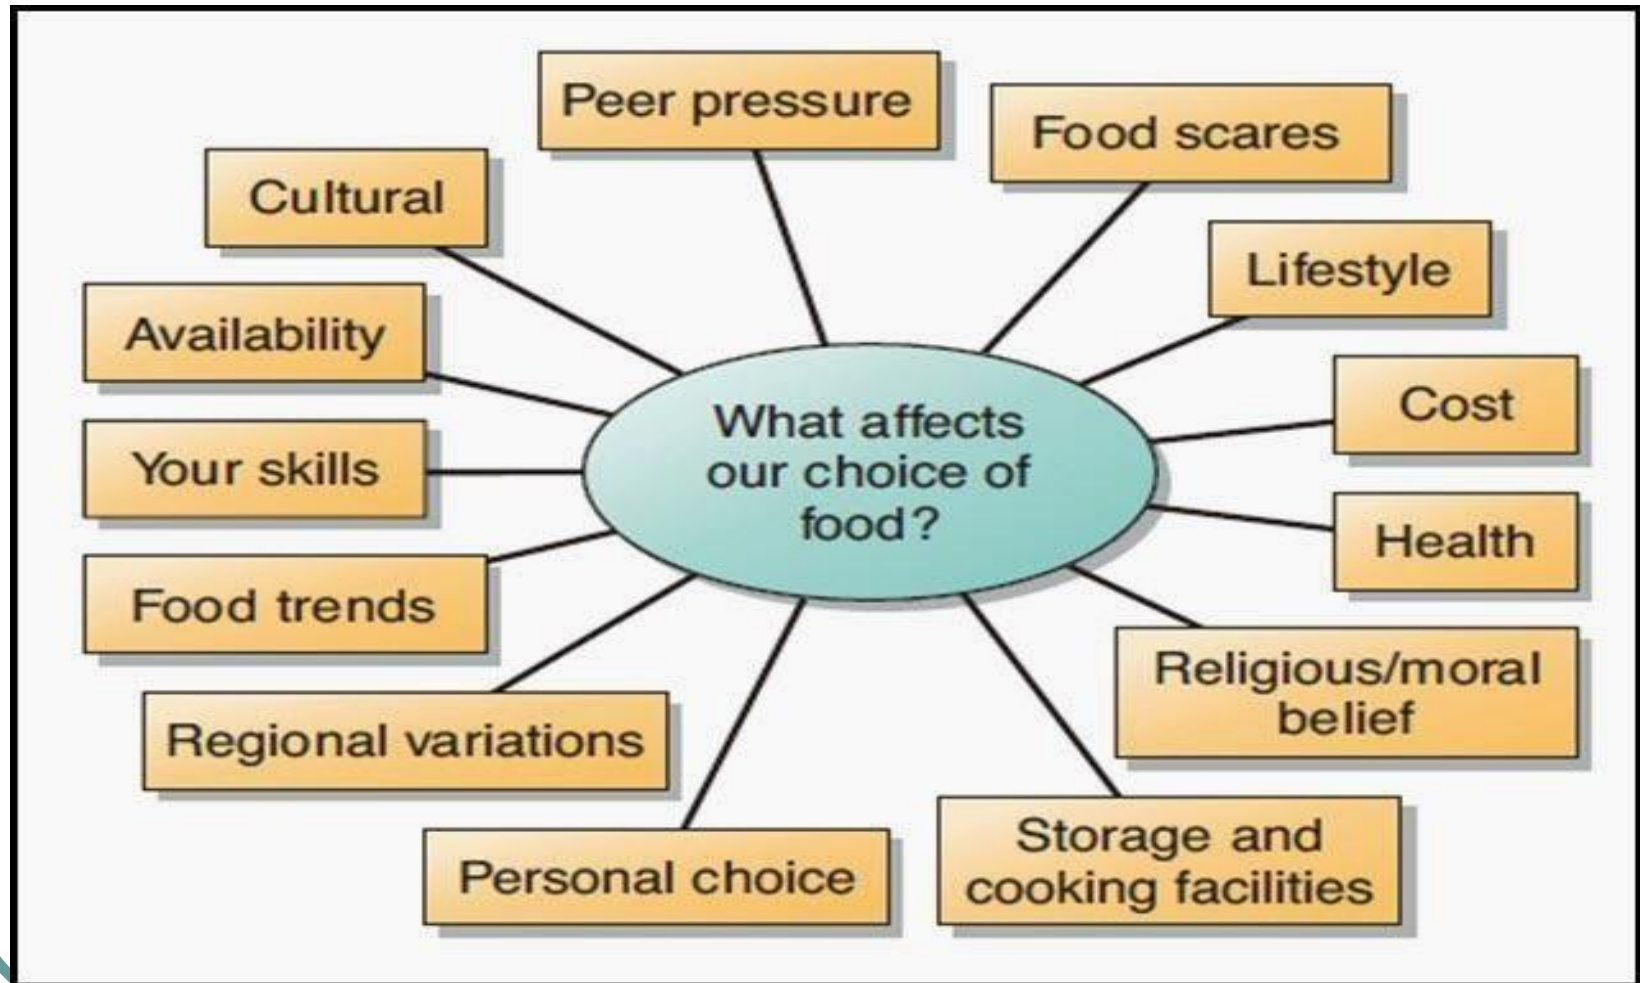 Peer pressure
Food scares
Cultural
Lifestyle
Availability
Cost
What affects
our choice of
food?
Your skills
Health
Food trends
Religious/moral
belief
Regional variations
Storage and
cooking facilities
Personal choice